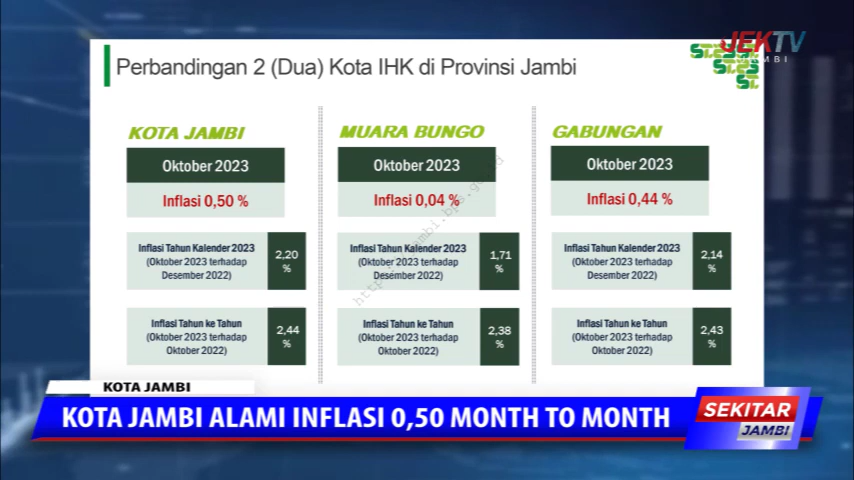 Perbandingan 2 (Dua) Kota IHK di Provinsi Jambi
JEKTV
JAMBI
KOTA JAMBI
Oktober 2023
Inflasi 0,50 %
Inflasi Tahun Kalender 2023
(Oktober 2023 terhadap
Desember 2022)
2,20
%
Inflasi Tahun ke Tahun
(Oktober 2023 terhadap
Oktober 2022)
2,44
%
MUARA BUNGO
Oktober 2023
Inflasi 0,04 %
Inflasi Tahun Kalender 2023
(Oktober 2023 terhadap
Desember 2022)
1,71
%
Inflasi Tahun ke Tahun
(Oktober 2023 terhadap
Oktober 2022)
2,38
%
GABUNGAN
Oktober 2023
Inflasi 0,44 %
Inflasi Tahun Kalender 2023
(Oktober 2023 terhadap
Desember 2022)
2,14
%
Inflasi Tahun ke Tahun
(Oktober 2023 terhadap
Oktober 2022)
2,43
%
KOTA JAMBI
KOTA JAMBI ALAMI INFLASI 0,50 MONTH TO MONTH
SEKITAR
JAMBI